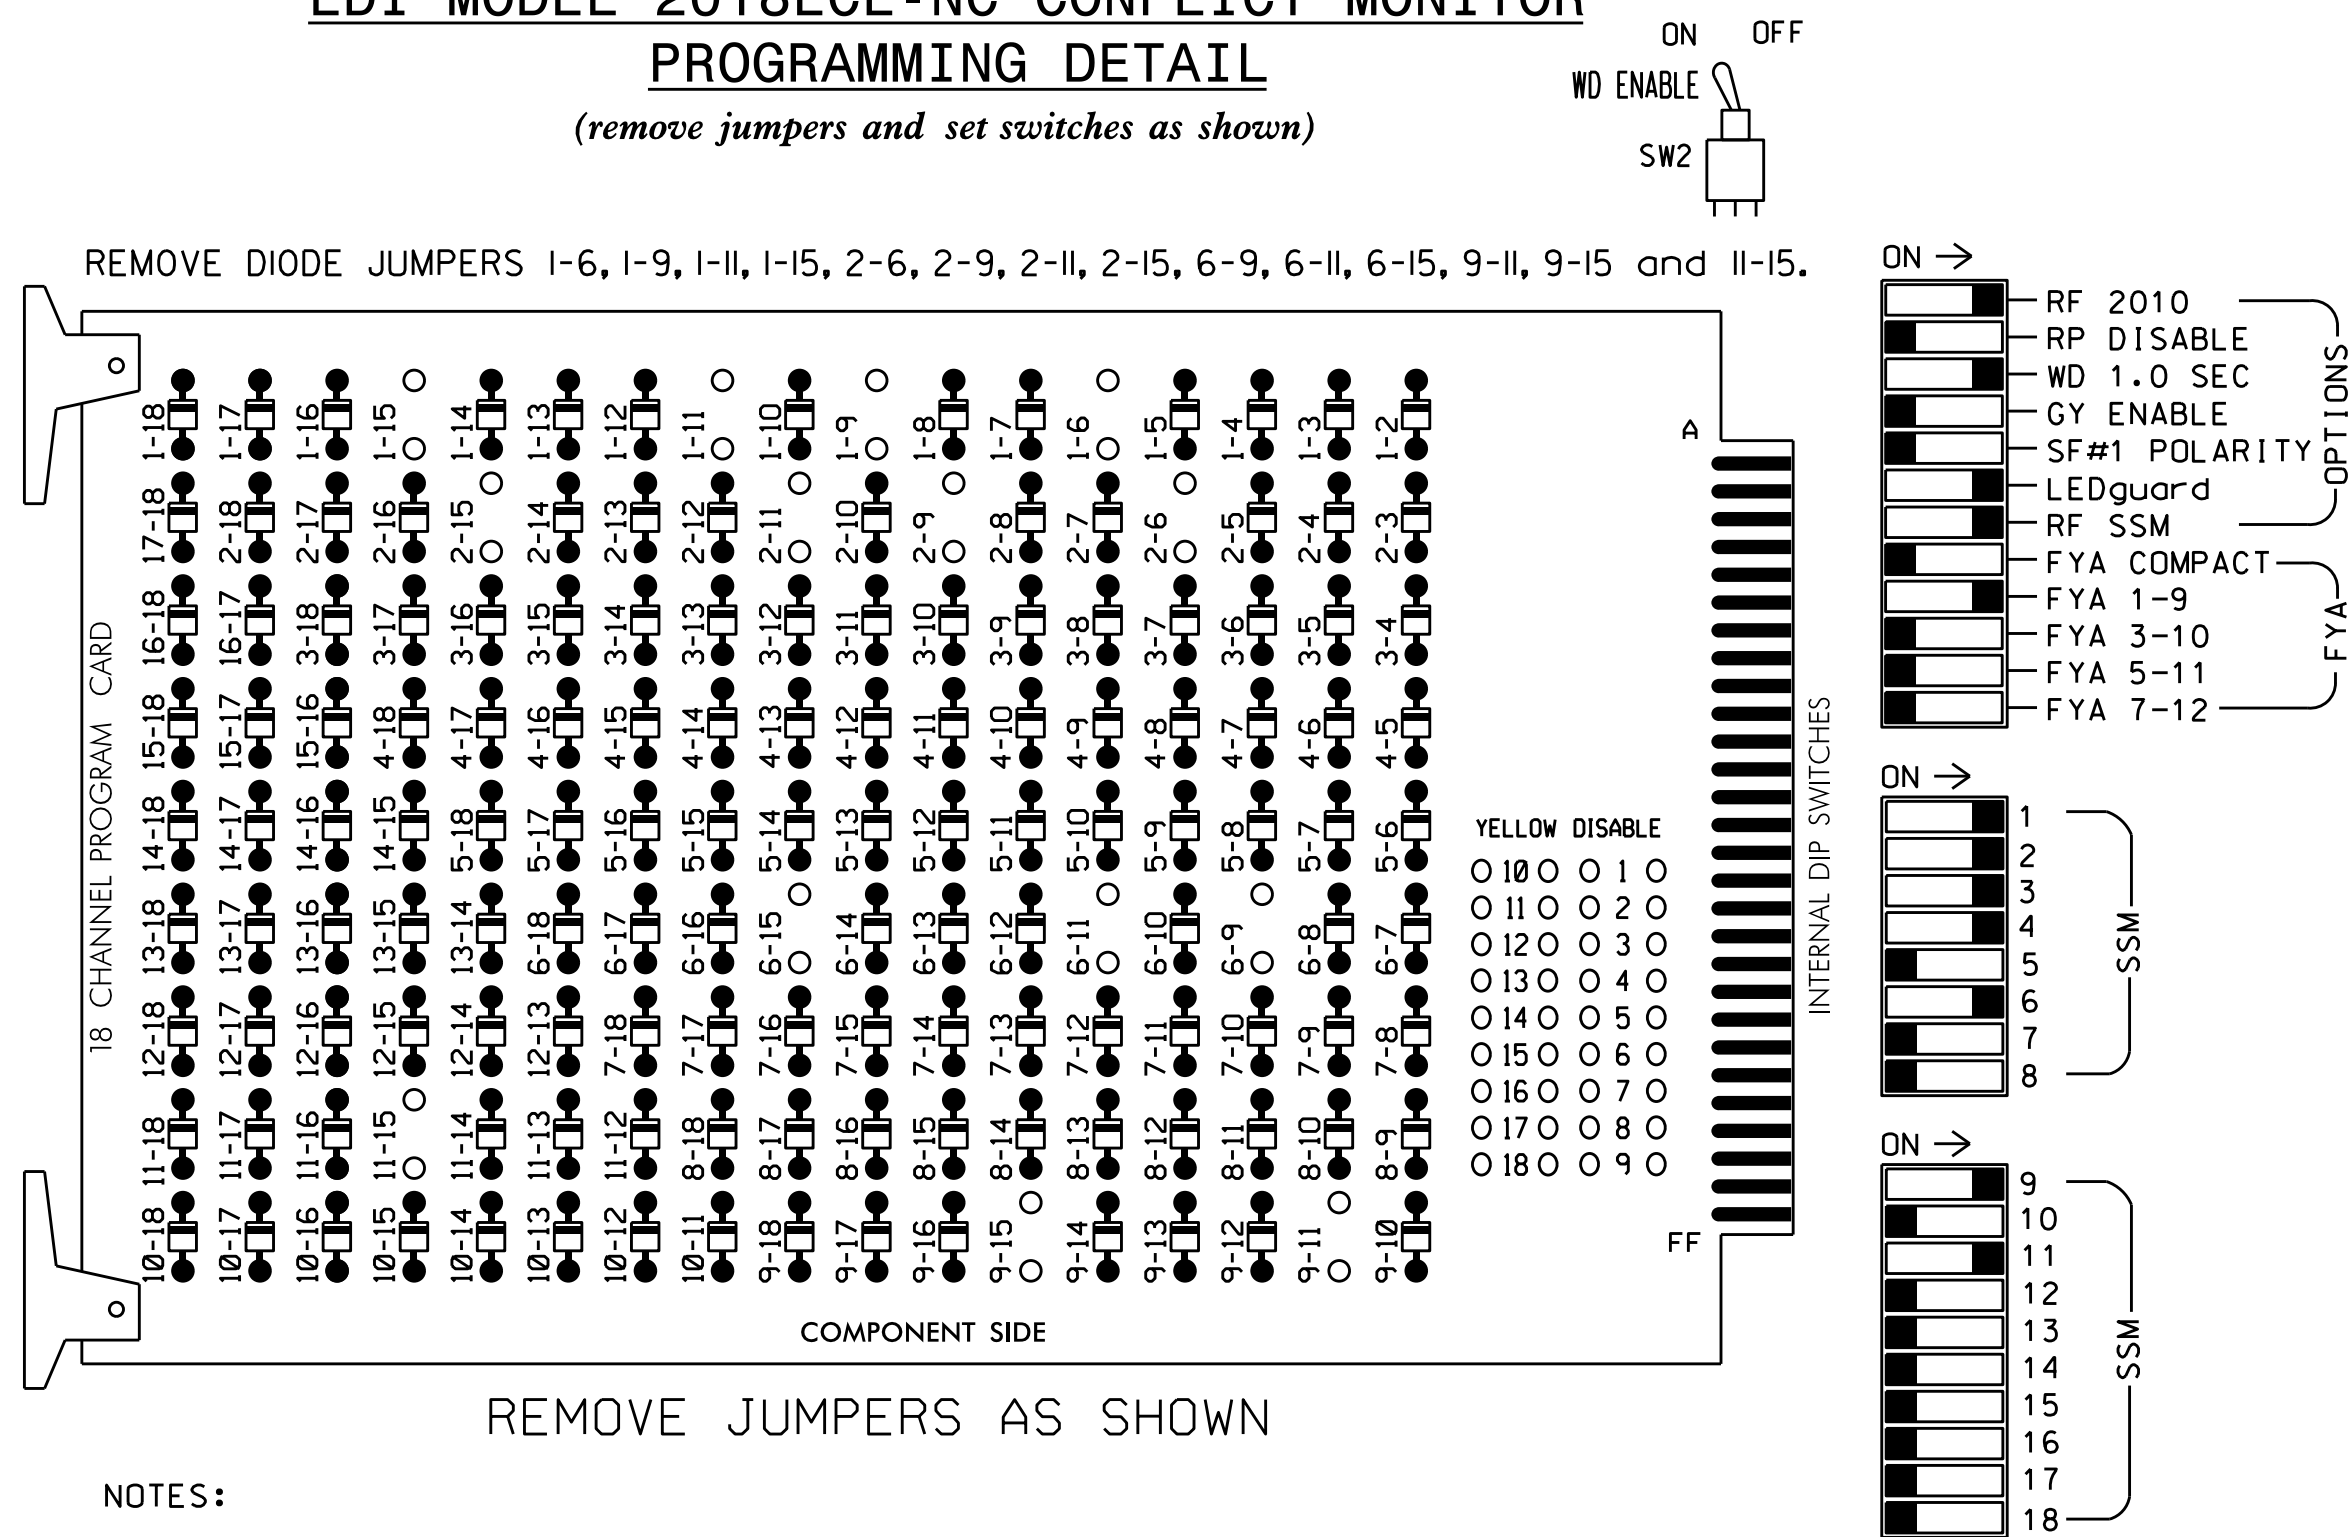 EDI MODEL 2018ECL-NC CONFLICT MONITOR
PROGRAMMING DETAIL
(remove jumpers and set switches as shown)
ON OFF
WD ENABLE
SW2
REMOVE DIODE JUMPERS 1-6, 1-9, 1-11, 1-15, 2-6, 2-9, 2-11, 2-15, 6-9, 6-11, 6-15, 9-11, 9-15 and 11-15.
18 CHANNEL PROGRAM CARD
1-18 1-17 1-16 1-15 1-14 1-13 1-12 1-11 1-10 1-9 1-8 1-7 1-6 1-5 1-4 1-3 1-2
17-18 2-18 2-17 2-16 2-15 2-14 2-13 2-12 2-11 2-10 2-9 2-8 2-7 2-6 2-5 2-4 2-3
16-18 16-17 3-18 3-17 3-16 3-15 3-14 3-13 3-12 3-11 3-10 3-9 3-8 3-7 3-6 3-5 3-4
15-18 15-17 15-16 4-18 4-17 4-16 4-15 4-14 4-13 4-12 4-11 4-10 4-9 4-8 4-7 4-6 4-5
14-18 14-17 14-16 14-15 5-18 5-17 5-16 5-15 5-14 5-13 5-12 5-11 5-10 5-9 5-8 5-7 5-6
13-18 13-17 13-16 13-15 13-14 6-18 6-17 6-16 6-15 6-14 6-13 6-12 6-11 6-10 6-9 6-8 6-7
12-18 12-17 12-16 12-15 12-14 12-13 7-18 7-17 7-16 7-15 7-14 7-13 7-12 7-11 7-10 7-9 7-8
11-18 11-17 11-16 11-15 11-14 11-13 11-12 8-18 8-17 8-16 8-15 8-14 8-13 8-12 8-11 8-10 8-9
10-18 10-17 10-16 10-15 10-14 10-13 10-12 10-11 9-18 9-17 9-16 9-15 9-14 9-13 9-12 9-11 9-10
A
YELLOW DISABLE
10 1
11 2
12 3
13 4
14 5
15 6
16 7
17 8
18 9
FF
COMPONENT SIDE
INTERNAL DIP SWITCHES
ON
RF 2010
RP DISABLE
WD 1.0 SEC
GY ENABLE
SF#1 POLARITY
LEDguard
RF SSM
OPTIONS
FYA COMPACT
FYA 1-9
FYA 3-10
FYA 5-11
FYA 7-12
FYA
ON
1
2
3
4
5
6
7
8
SSM
ON
9
10
11
12
13
14
15
16
17
18
SSM
REMOVE JUMPERS AS SHOWN
NOTES: